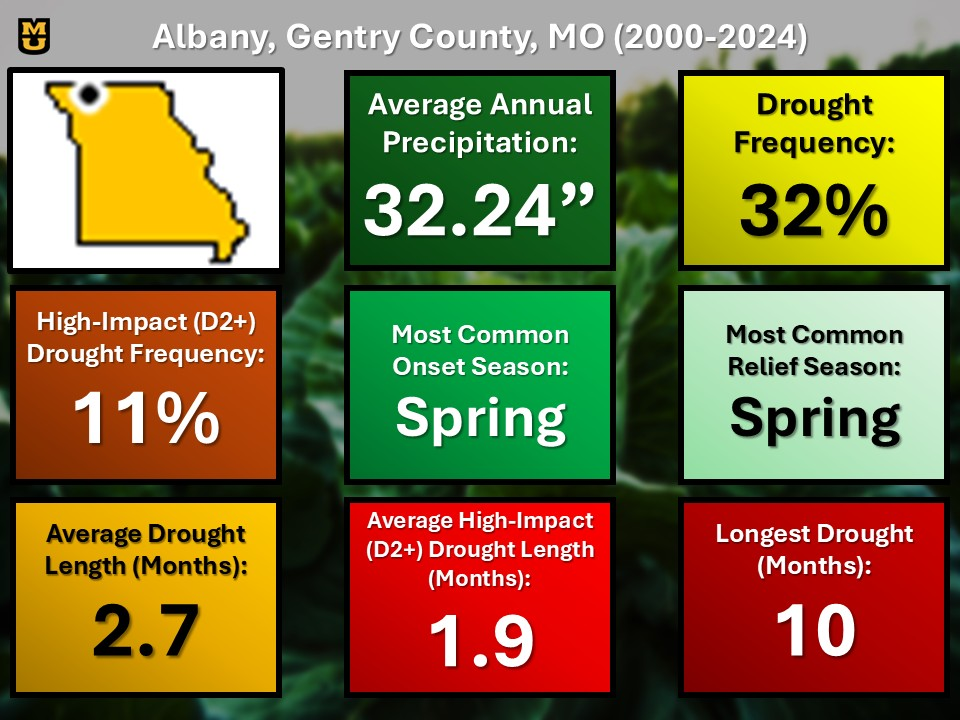 MU
Albany, Gentry County, MO (2000-2024)
Average Annual
Precipitation:
32.24”
Drought
Frequency:
32%
High-Impact (D2+)
Drought Frequency:
11%
Most Common
Onset Season:
Spring
Most Common
Relief Season:
Spring
Average Drought
Length (Months):
2.7
Average High-Impact
(D2+) Drought Length
(Months):
1.9
Longest Drought
(Months):
10